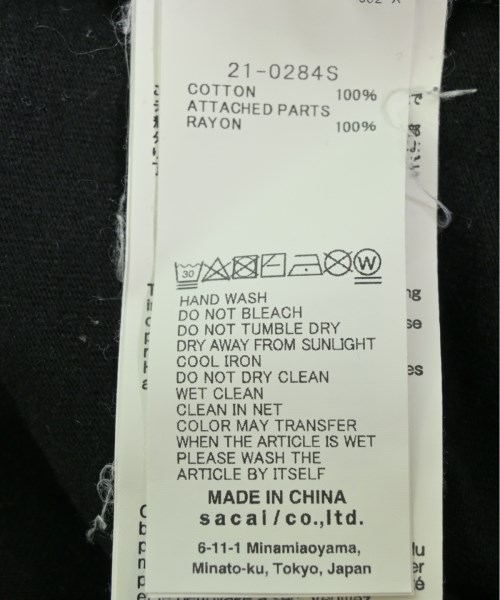 21-0284S
COTTON 100%
ATTACHED PARTS
RAYON 100%
30
W
HAND WASH
DO NOT BLEACH
DO NOT TUMBLE DRY
DRY AWAY FROM SUNLIGHT
COOL IRON
DO NOT DRY CLEAN
WET CLEAN
CLEAN IN NET
COLOR MAY TRANSFER
WHEN THE ARTICLE IS WET
PLEASE WASH THE
ARTICLE BY ITSELF
MADE IN CHINA
sacai/co.,ltd.
6-11-1 Minamiaoyama,
Minato-ku, Tokyo, Japan